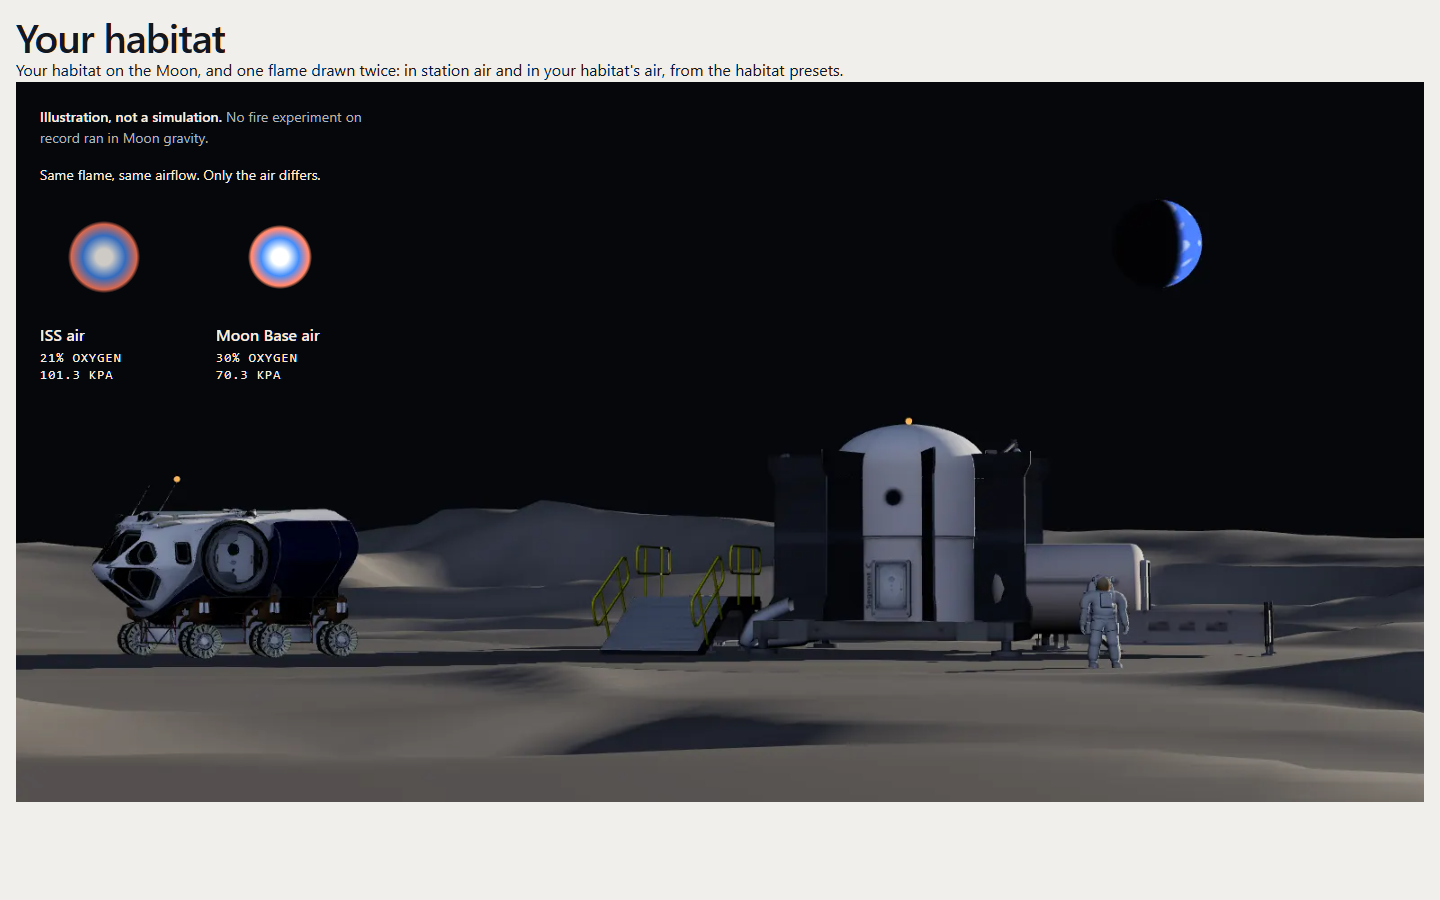 Your habitat
Your habitat on the Moon, and one flame drawn twice: in station air and in your habitat's air, from the habitat presets.
Illustration, not a simulation. No fire experiment on
record ran in Moon gravity.
Same flame, same airflow. Only the air differs.
ISS air
21% OXYGEN
101.3 KPA
Moon Base air
30% OXYGEN
70.3 KPA